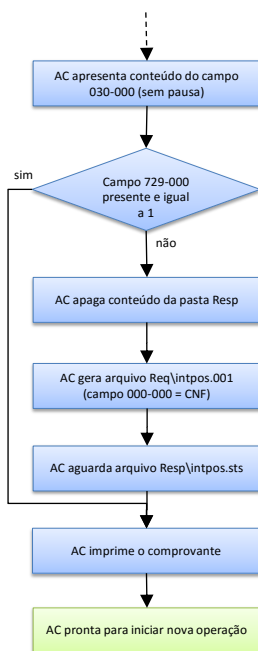 AC apresenta conteúdo do campo
030-000 (sem pausa)
sim
Campo 729-000
presente e igual
a 1
não
AC apaga conteúdo da pasta Resp
AC gera arquivo Req\intpos.001
(campo 000-000 = CNF)
AC aguarda arquivo Resp\intpos.sts
AC imprime o comprovante
AC pronta para iniciar nova operação